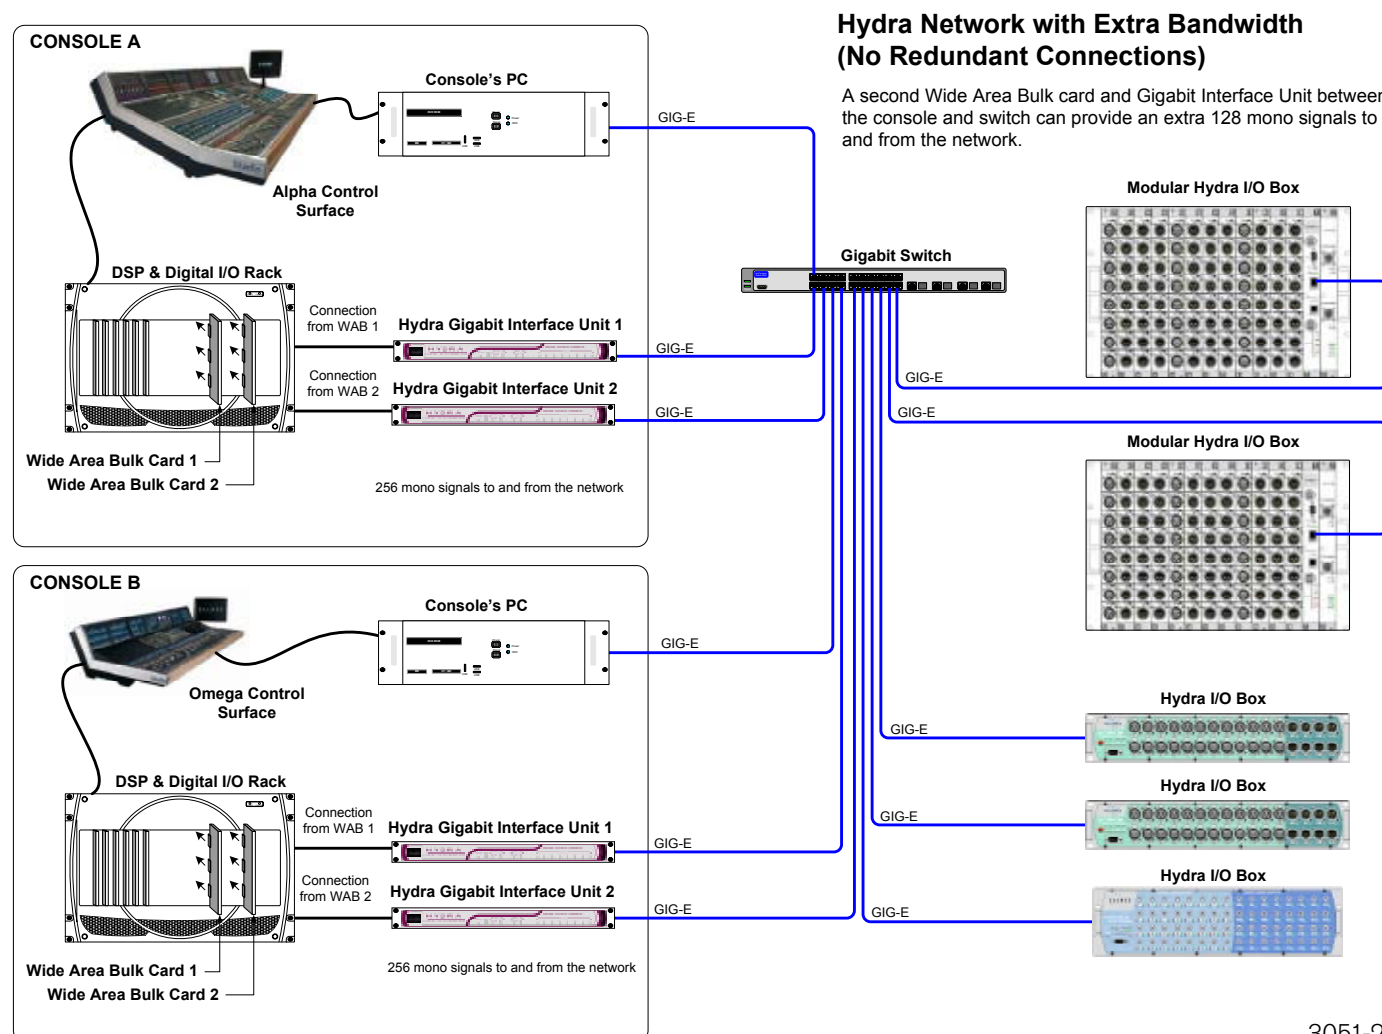 Hydra Network with Extra Bandwidth
(No Redundant Connections)
A second Wide Area Bulk card and Gigabit Interface Unit between
the console and switch can provide an extra 128 mono signals to
and from the network.
CONSOLE A
Console's PC
GIG-E
Alpha Control
Surface
DSP & Digital I/O Rack
Connection
from WAB 1
Hydra Gigabit Interface Unit 1
GIG-E
Connection
from WAB 2
Hydra Gigabit Interface Unit 2
GIG-E
Wide Area Bulk Card 1
Wide Area Bulk Card 2
256 mono signals to and from the network
Gigabit Switch
Modular Hydra I/O Box
GIG-E
GIG-E
Modular Hydra I/O Box
CONSOLE B
Console's PC
GIG-E
Omega Control
Surface
DSP & Digital I/O Rack
Connection
from WAB 1
Hydra Gigabit Interface Unit 1
GIG-E
Connection
from WAB 2
Hydra Gigabit Interface Unit 2
GIG-E
Wide Area Bulk Card 1
Wide Area Bulk Card 2
256 mono signals to and from the network
Hydra I/O Box
GIG-E
Hydra I/O Box
GIG-E
Hydra I/O Box
GIG-E